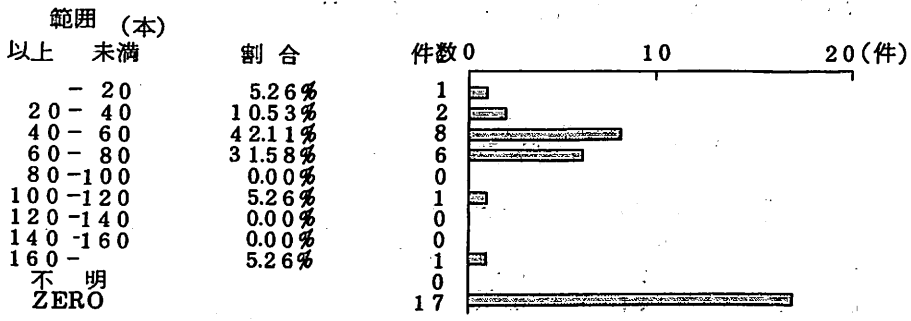 範囲 (本)
以上 未満 割合 件数 0 10 20(件)
- 20 5.26% 1
20- 40 10.53% 2
40- 60 42.11% 8
60- 80 31.58% 6
80-100 0.00% 0
100-120 5.26% 1
120-140 0.00% 0
140-160 0.00% 0
160- 5.26% 1
不明 0
ZERO 17